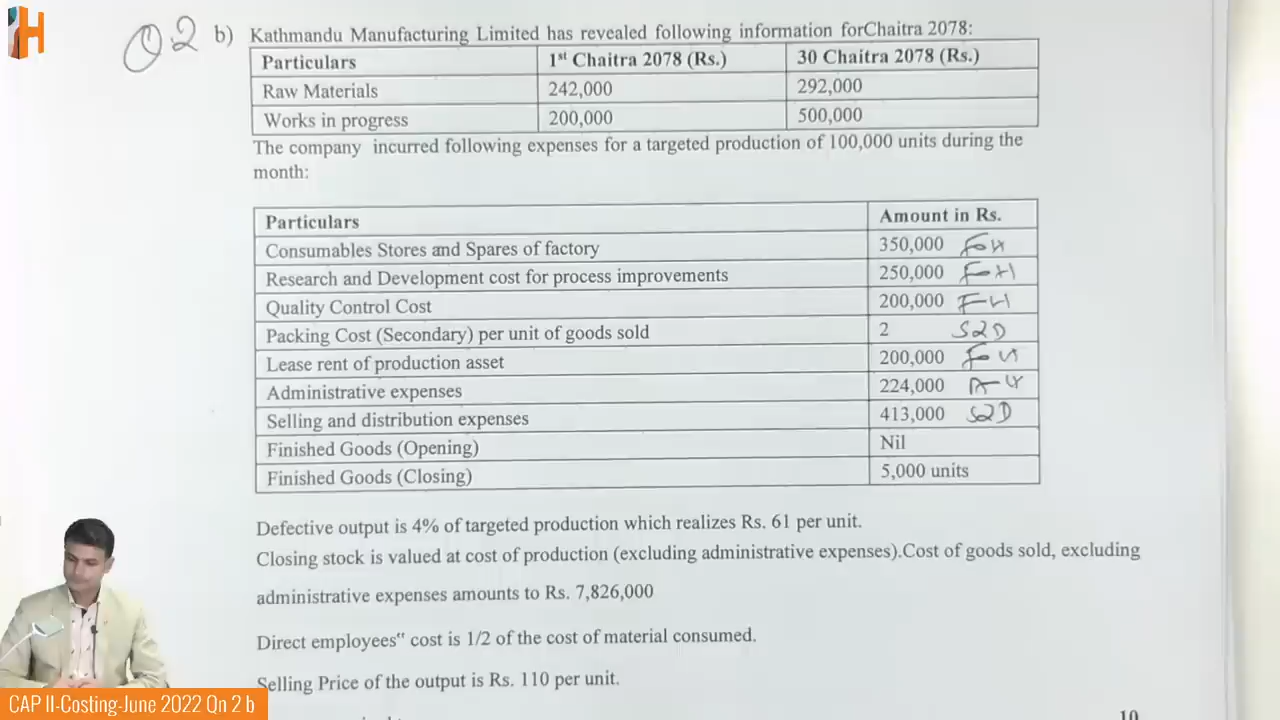 H
Q2 b) Kathmandu Manufacturing Limited has revealed following information forChaitra 2078:
Particulars 1st Chaitra 2078 (Rs.) 30 Chaitra 2078 (Rs.)
Raw Materials 242,000 292,000
Works in progress 200,000 500,000
The company incurred following expenses for a targeted production of 100,000 units during the
month:
Particulars Amount in Rs.
Consumables Stores and Spares of factory 350,000 FOH
Research and Development cost for process improvements 250,000 FOH
Quality Control Cost 200,000 FOH
Packing Cost (Secondary) per unit of goods sold 2 S&D
Lease rent of production asset 200,000 FOH
Administrative expenses 224,000
Selling and distribution expenses 413,000 S&D
Finished Goods (Opening) Nil
Finished Goods (Closing) 5,000 units
Defective output is 4% of targeted production which realizes Rs. 61 per unit.
Closing stock is valued at cost of production (excluding administrative expenses).Cost of goods sold, excluding
administrative expenses amounts to Rs. 7,826,000
Direct employees‟ cost is 1/2 of the cost of material consumed.
Selling Price of the output is Rs. 110 per unit.
10
CAP II-Costing-June 2022 Qn 2 b